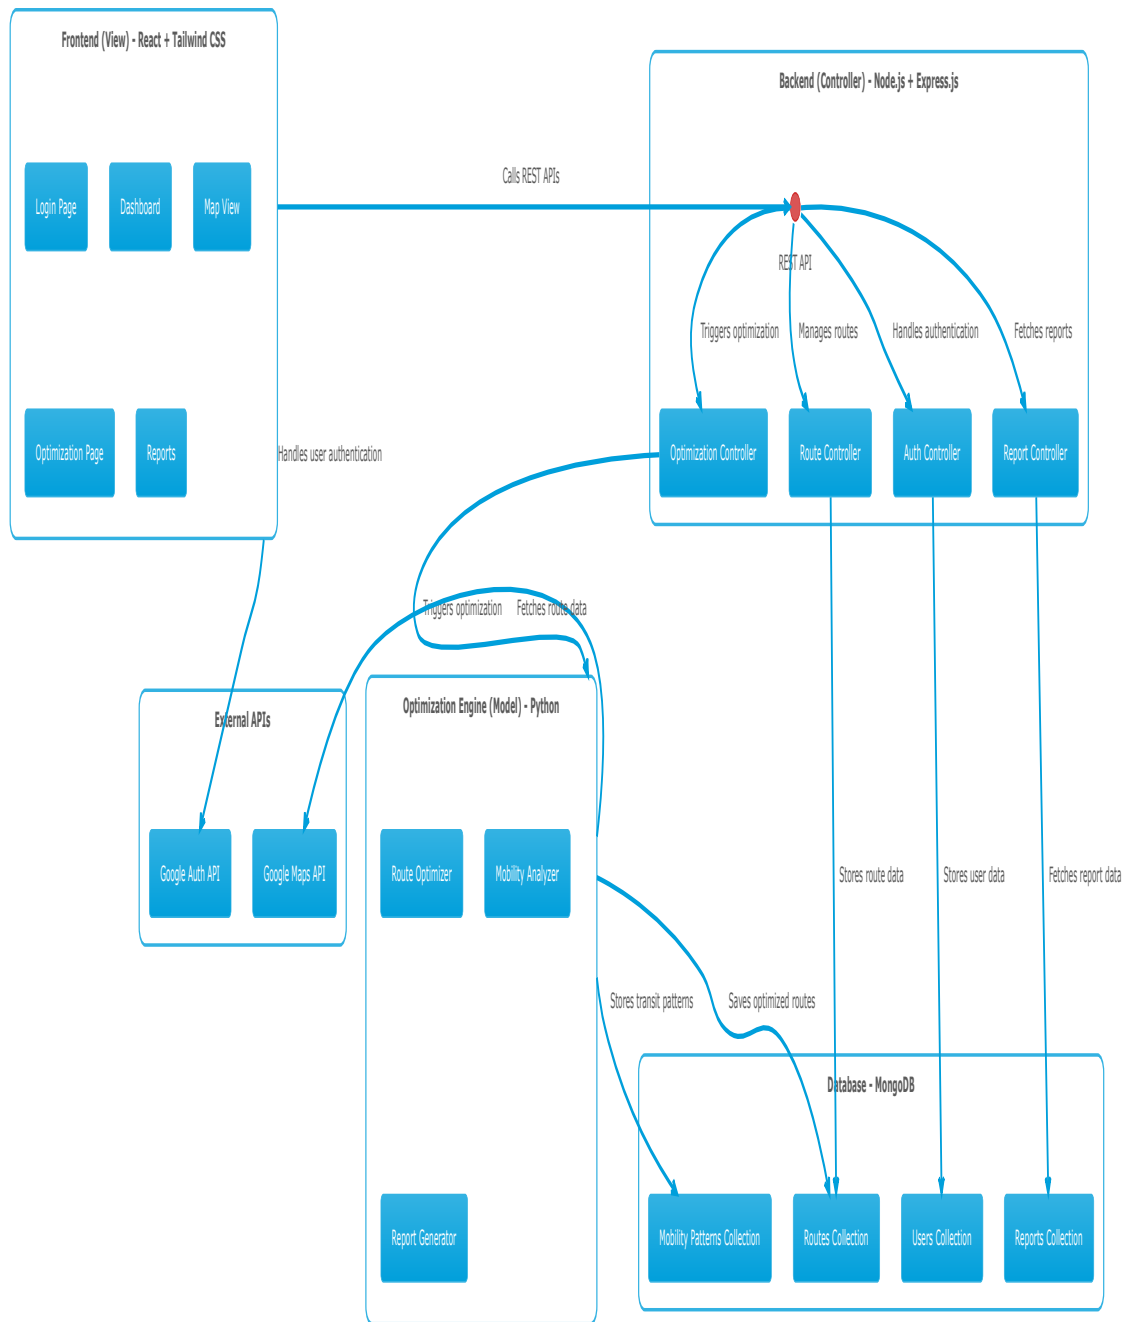 Frontend (View) - React + Tailwind CSS
Backend (Controller) - Node.js + Express.js
Calls REST APIs
Login Page
Dashboard
Map View
REST API
Triggers optimization
Manages routes
Handles authentication
Fetches reports
Optimization Page
Reports
Handles user authentication
Optimization Controller
Route Controller
Auth Controller
Report Controller
Triggers optimization
Fetches route data
External APIs
Optimization Engine (Model) - Python
Google Auth API
Google Maps API
Route Optimizer
Mobility Analyzer
Stores route data
Stores user data
Fetches report data
Stores transit patterns
Saves optimized routes
Database - MongoDB
Report Generator
Mobility Patterns Collection
Routes Collection
Users Collection
Reports Collection